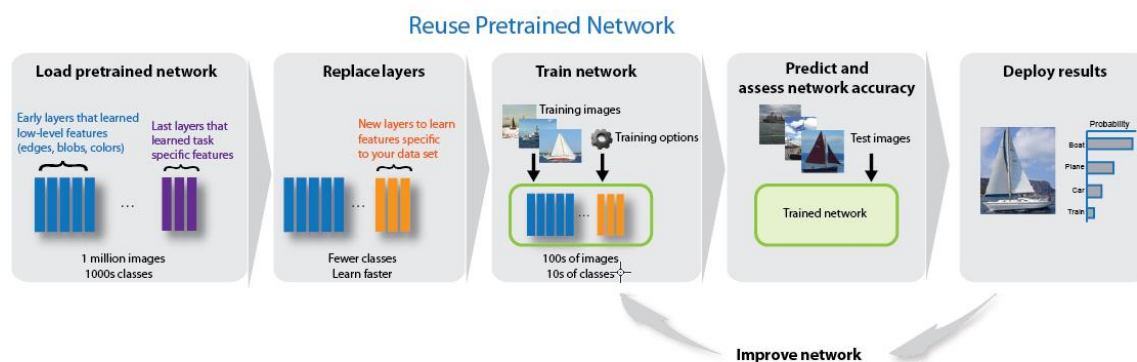 Reuse Pretrained Network
Load pretrained network
Early layers that learned
low-level features
(edges, blobs, colors)
Last layers that
learned task
specific features
...
1 million images
1000s classes
Replace layers
New layers to learn
features specific
to your data set
...
Fewer classes
Learn faster
Train network
Training images
Training options
...
100s of images
10s of classes
Predict and
assess network accuracy
Test images
Trained network
Deploy results
Probability
Boat
Plane
Car
Train
Improve network